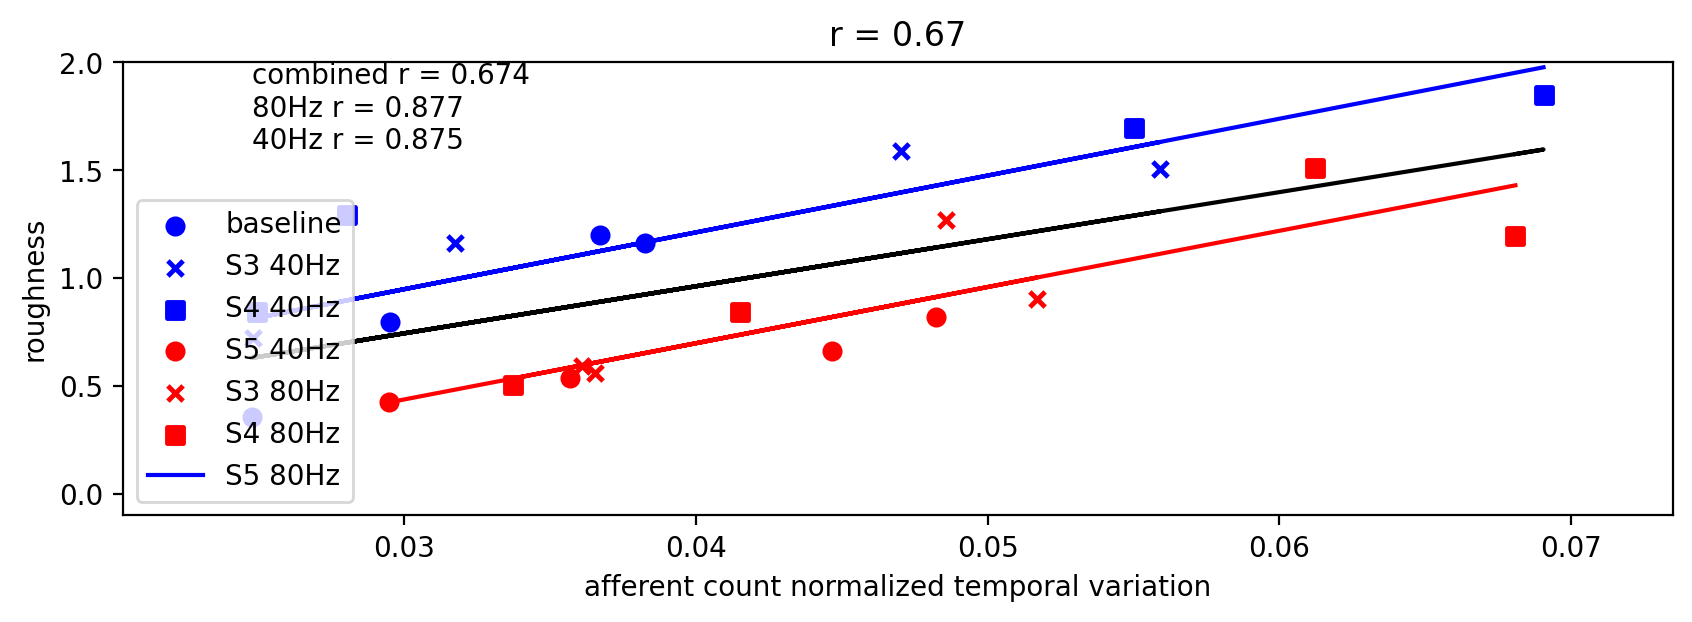 r = 0.67
combined r = 0.674
80Hz r = 0.877
40Hz r = 0.875
baseline
S3 40Hz
S4 40Hz
S5 40Hz
S3 80Hz
S4 80Hz
S5 80Hz
roughness
2.0
1.5
1.0
0.5
0.0
0.03 0.04 0.05 0.06 0.07
afferent count normalized temporal variation